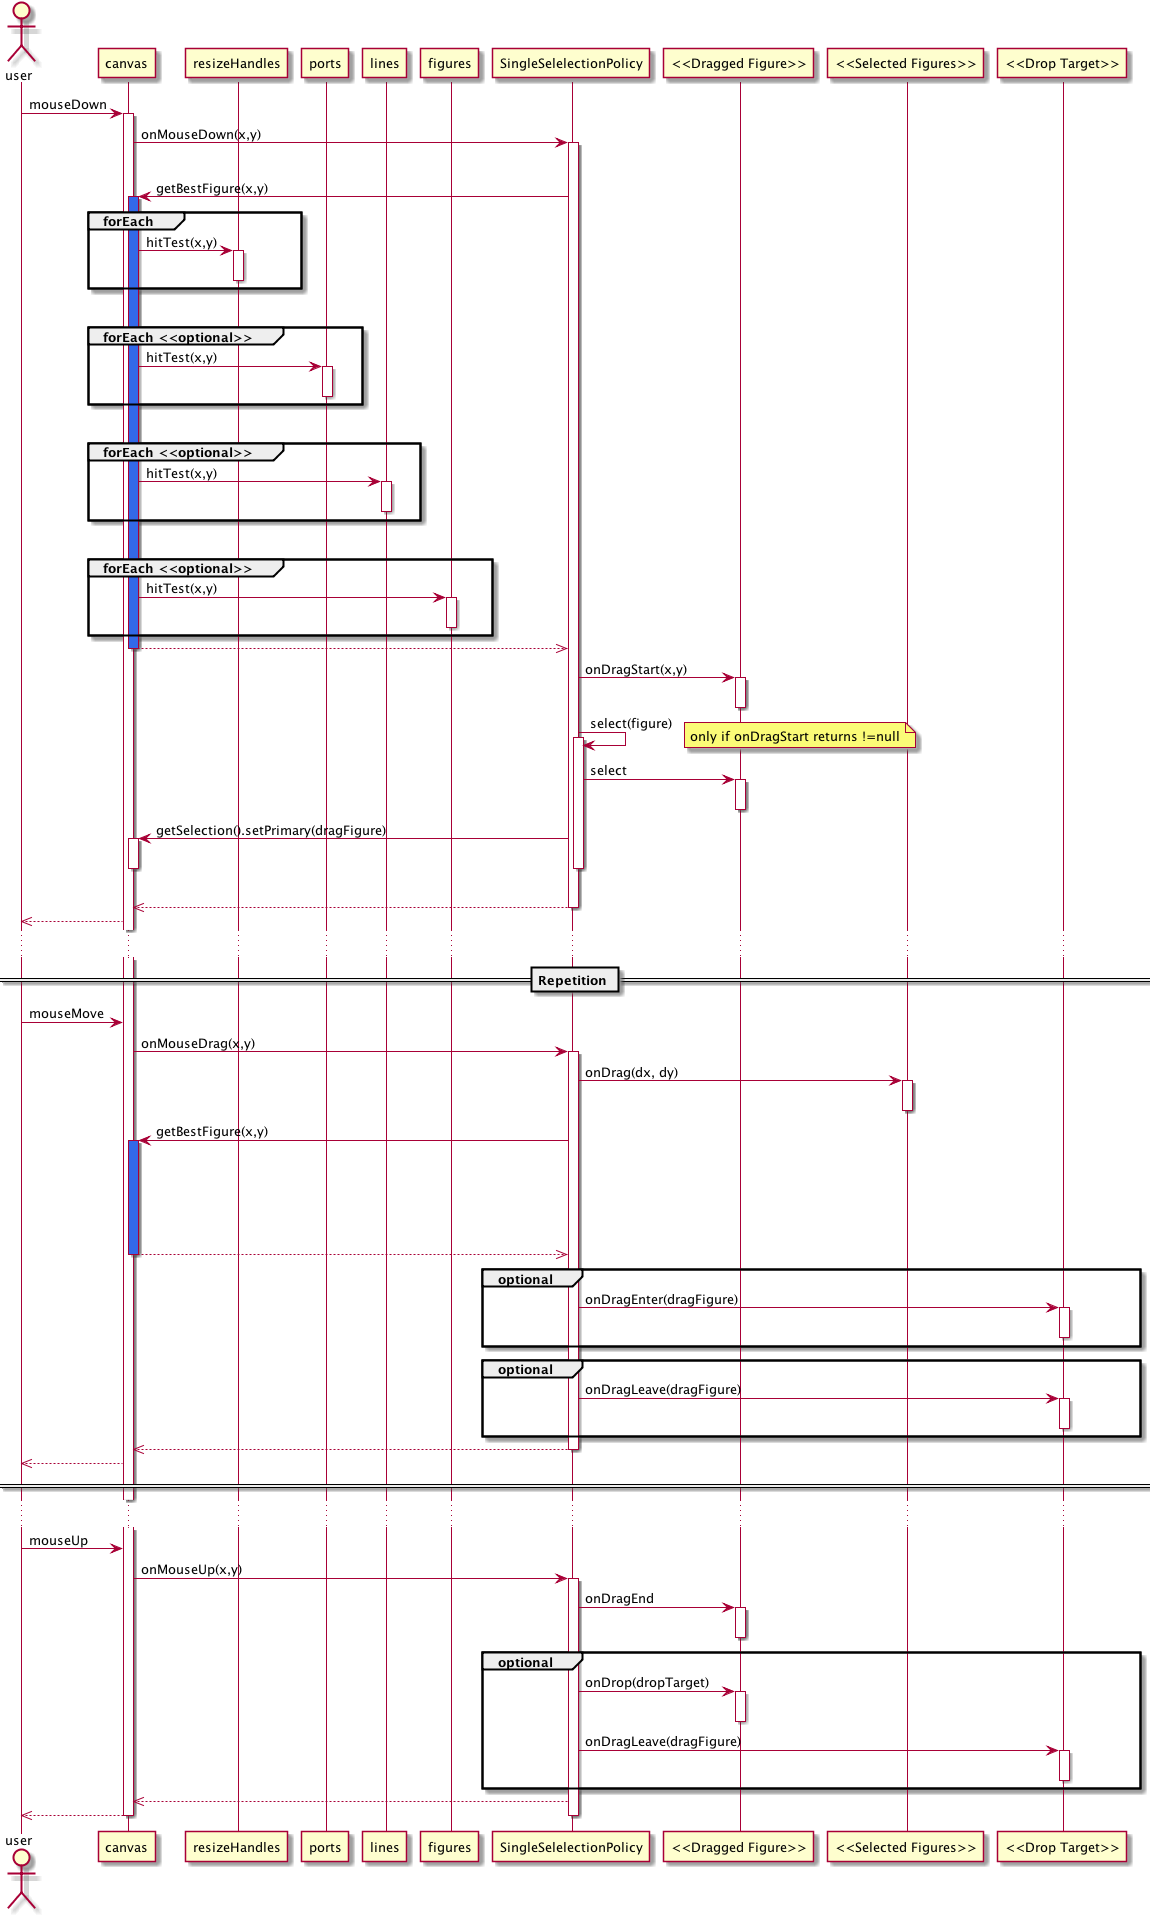 user
canvas
resizeHandles
ports
lines
figures
SingleSelelectionPolicy
<<Dragged Figure>>
<<Selected Figures>>
<<Drop Target>>
mouseDown
onMouseDown(x,y)
getBestFigure(x,y)
forEach
hitTest(x,y)
forEach <<optional>>
hitTest(x,y)
forEach <<optional>>
hitTest(x,y)
forEach <<optional>>
hitTest(x,y)
onDragStart(x,y)
select(figure)
only if onDragStart returns !=null
select
getSelection().setPrimary(dragFigure)
Repetition
mouseMove
onMouseDrag(x,y)
onDrag(dx, dy)
getBestFigure(x,y)
optional
onDragEnter(dragFigure)
optional
onDragLeave(dragFigure)
mouseUp
onMouseUp(x,y)
onDragEnd
optional
onDrop(dropTarget)
onDragLeave(dragFigure)
user
canvas
resizeHandles
ports
lines
figures
SingleSelelectionPolicy
<<Dragged Figure>>
<<Selected Figures>>
<<Drop Target>>